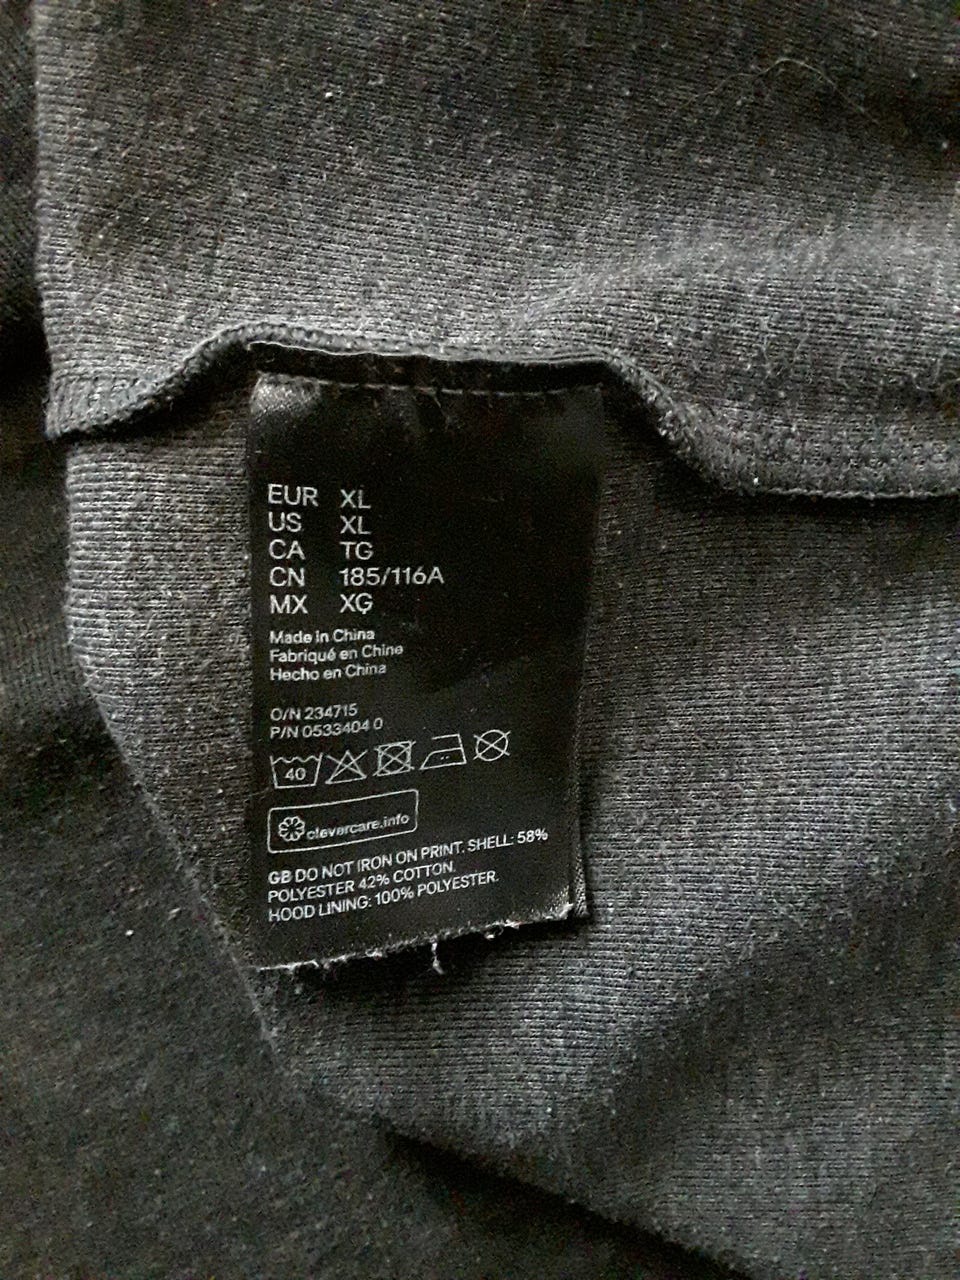 EUR XL
US XL
CA TG
CN 185/116A
MX XG
Made in China
Fabriqué en Chine
Hecho en China
O/N 234715
P/N 0533404 0
40
clevercare.info
GB DO NOT IRON ON PRINT. SHELL: 58%
POLYESTER 42% COTTON.
HOOD LINING: 100% POLYESTER.